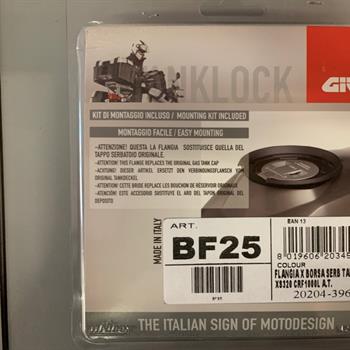 TANKLOCK
GIV
KIT DI MONTAGGIO INCLUSO / MOUNTING KIT INCLUDED
MONTAGGIO FACILE / EASY MOUNTING
-ATTENZIONE! QUESTA LA FLANGIA SOSTITUISCE QUELLA DEL
TAPPO SERBATOIO ORIGINALE.
-ATTENTION! THIS FLANGE REPLACES THE ORIGINAL GAS TANK CAP
-ACHTUNG! DIESER ARTIKEL ERSETZT DEN VERBINDUNGSFLANSCH VOM
ORIGINAL TANKDECKEL.
-ATTENTION! CETTE BRIDE REPLACE LES BOUCHON DE RÉSERVOIR ORIGINALE
-ATENCIÓN! ESTE ACCESORIO SUSTITUYE EL ARO DEL TAPON ORIGINAL DEL
DEPOSITO
MADE IN ITALY
ART.
BF25
BF25
EAN 13
8 019606 20345
COLOUR
FLANGIA X BORSA SERB TA
XS320 CRF1000L A.T.
20204-396
THE ITALIAN SIGN OF MOTODESIGN